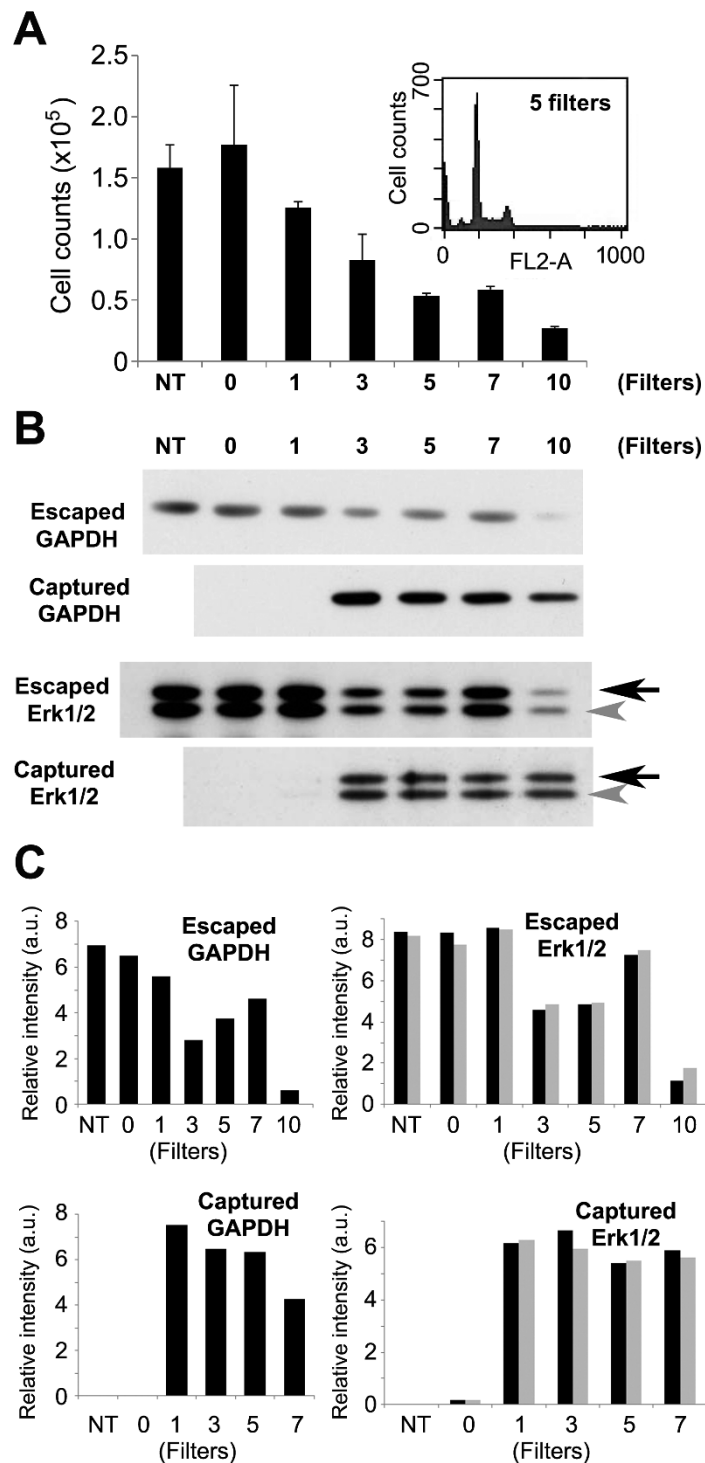 A
Cell counts (x10⁵)
2.5
2.0
1.5
1.0
0.5
0
NT 0 1 3 5 7 10 (Filters)
Cell counts
700
0
5 filters
0 1000
FL2-A
B
NT 0 1 3 5 7 10 (Filters)
Escaped
GAPDH
Captured
GAPDH
Escaped
Erk1/2
Captured
Erk1/2
C
Relative intensity (a.u.)
8
6
4
2
0
Escaped
GAPDH
NT 0 1 3 5 7 10
(Filters)
Relative intensity (a.u.)
8
6
4
2
0
Escaped
Erk1/2
NT 0 1 3 5 7 10
(Filters)
Relative intensity (a.u.)
8
6
4
2
0
Captured
GAPDH
NT 0 1 3 5 7
(Filters)
Relative intensity (a.u.)
6
4
2
0
Captured
Erk1/2
NT 0 1 3 5 7
(Filters)